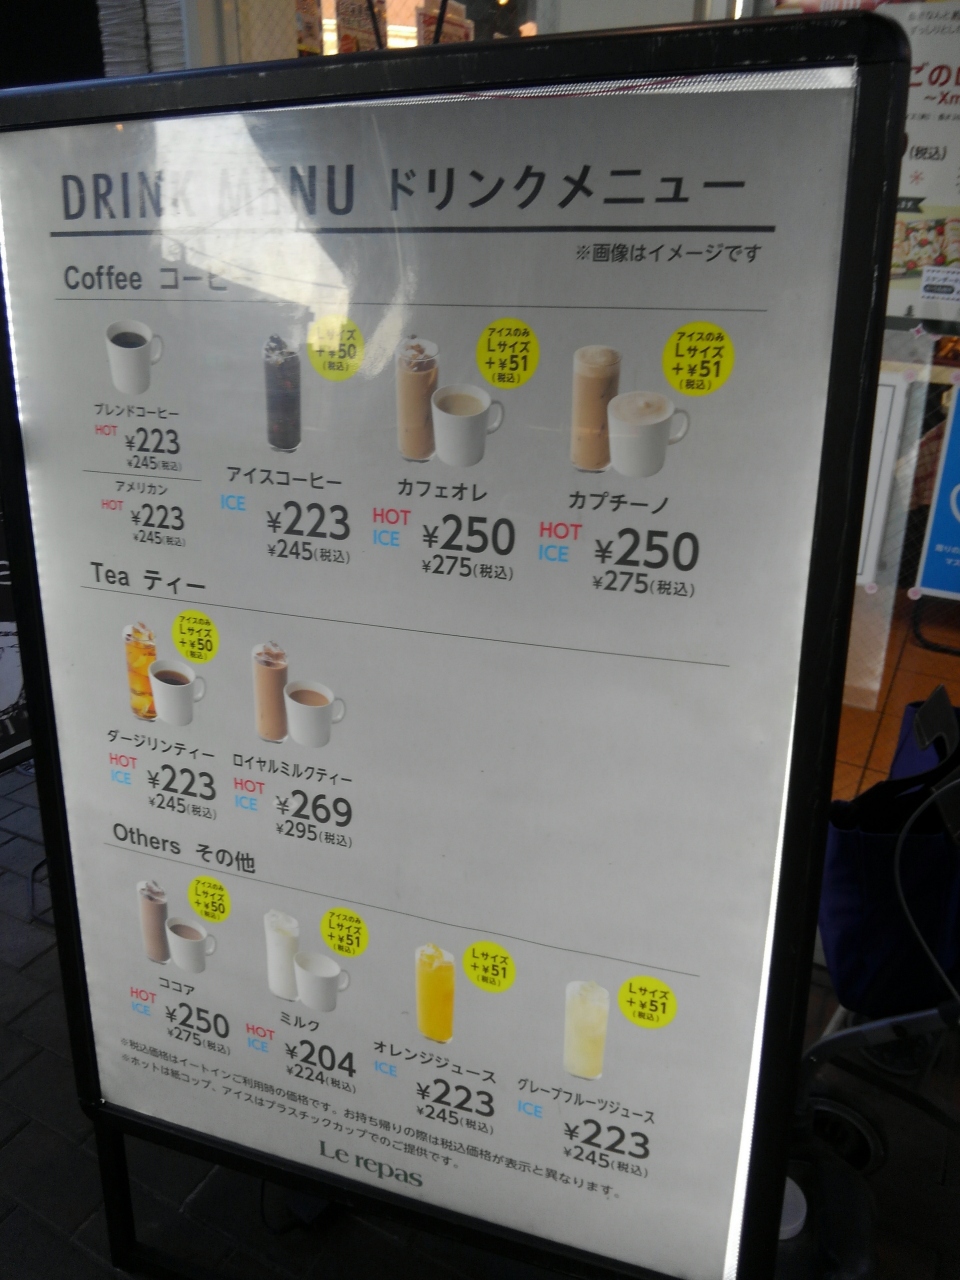 DRINK MENU ドリンクメニュー
※画像はイメージです
Coffee コーヒー
ブレンドコーヒー
HOT ¥223
¥245(税込)
アメリカン
HOT ¥223
¥245(税込)
Lサイズ
+¥50
(税込)
アイスコーヒー
ICE ¥223
¥245(税込)
アイスのみ
Lサイズ
+¥51
(税込)
カフェオレ
HOT
ICE ¥250
¥275(税込)
アイスのみ
Lサイズ
+¥51
(税込)
カプチーノ
HOT
ICE ¥250
¥275(税込)
Tea ティー
アイスのみ
Lサイズ
+¥50
(税込)
ダージリンティー
HOT
ICE ¥223
¥245(税込)
ロイヤルミルクティー
HOT
ICE ¥269
¥295(税込)
Others その他
アイスのみ
Lサイズ
+¥50
(税込)
ココア
HOT
ICE ¥250
¥275(税込)
アイスのみ
Lサイズ
+¥51
(税込)
ミルク
HOT
ICE ¥204
¥224(税込)
Lサイズ
+¥51
(税込)
オレンジジュース
ICE ¥223
¥245(税込)
Lサイズ
+¥51
(税込)
グレープフルーツジュース
ICE ¥223
¥245(税込)
※税込価格はイートインご利用時の価格です。お持ち帰りの際は税込価格が表示と異なります。
※ホットは紙コップ、アイスはプラスチックカップでのご提供です。
Le repas
(税込)